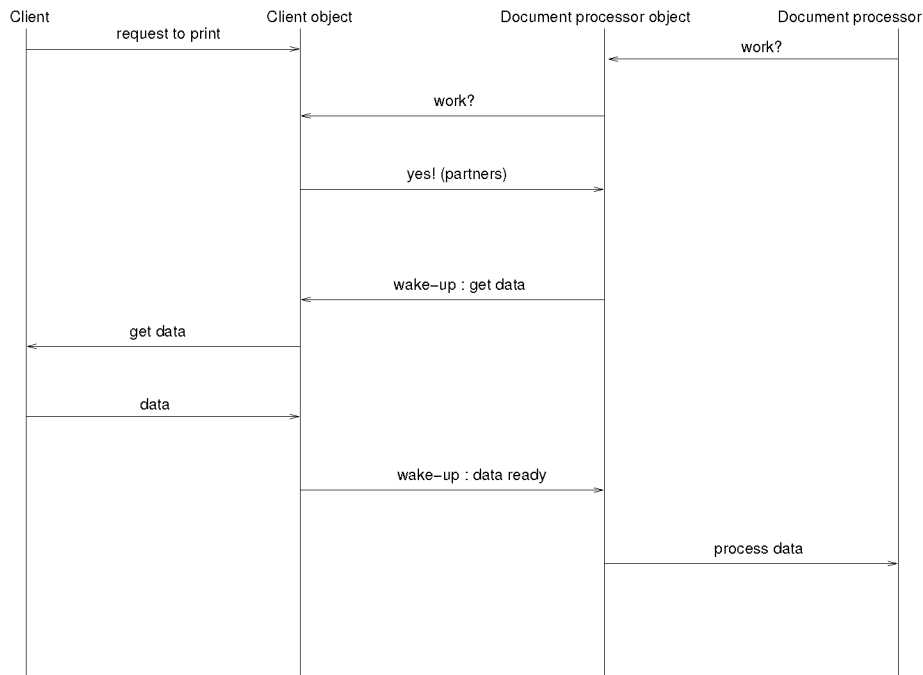 Client
Client object
Document processor object
Document processor
request to print
work?
work?
yes! (partners)
wake−up : get data
get data
data
wake−up : data ready
process data